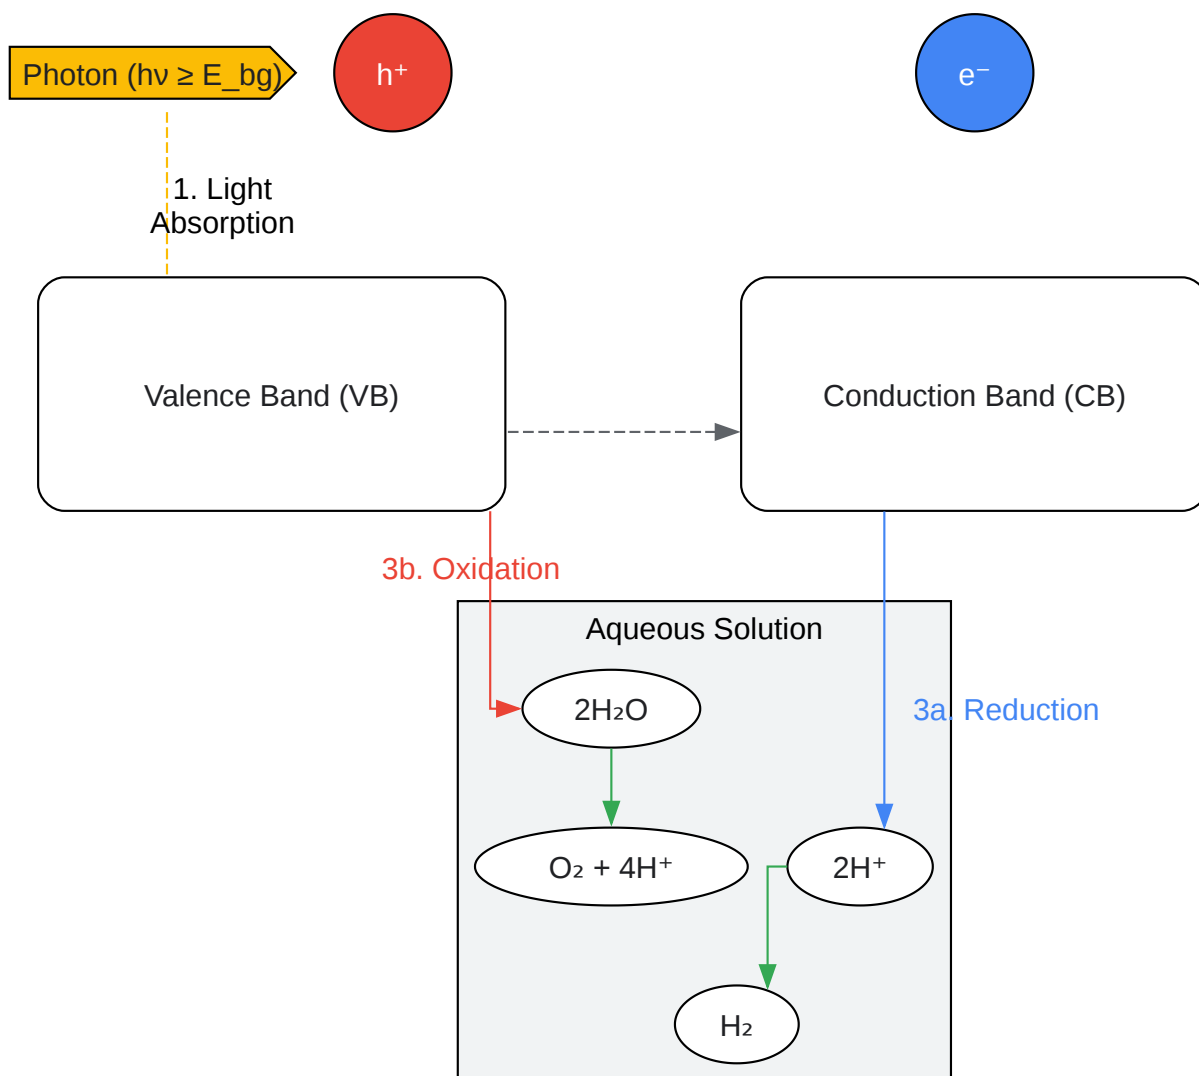 Photon (hν ≥ E_bg)
h⁺
e⁻
1. Light
Absorption
Valence Band (VB)
Conduction Band (CB)
3b. Oxidation
Aqueous Solution
2H₂O
3a. Reduction
O₂ + 4H⁺
2H⁺
H₂